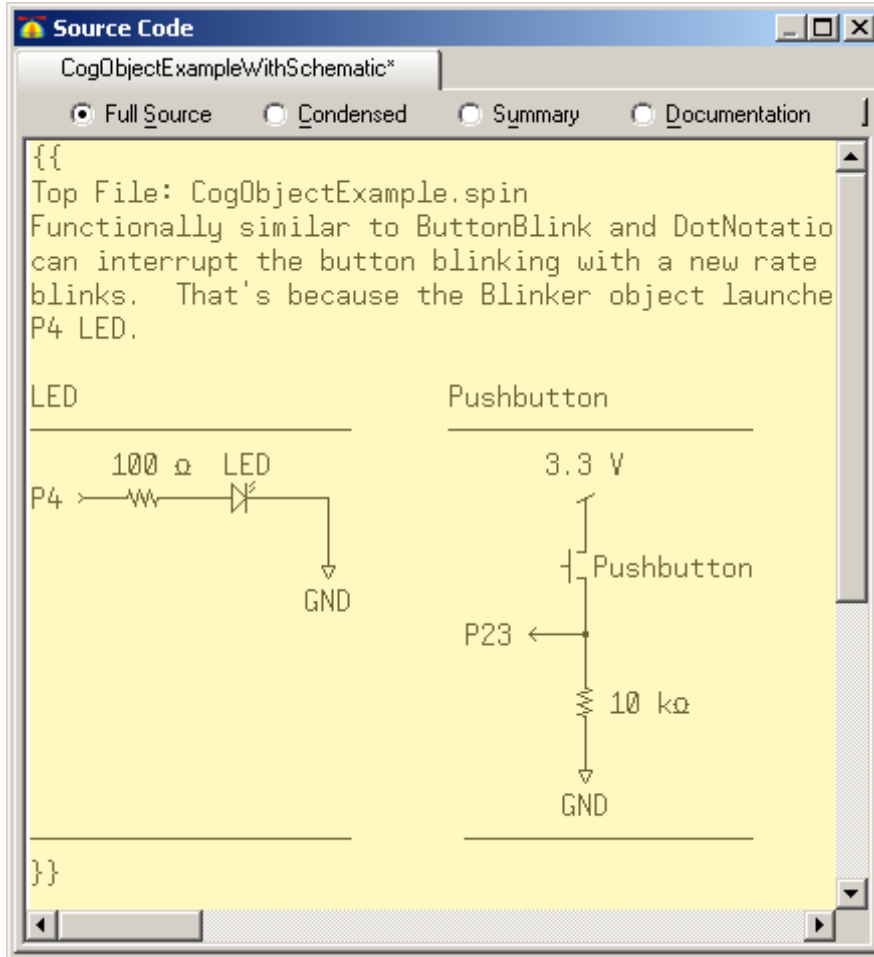 Source Code
CogObjectExampleWithSchematic*
Full Source Condensed Summary Documentation
{{
Top File: CogObjectExample.spin
Functionally similar to ButtonBlink and DotNotatio
can interrupt the button blinking with a new rate
blinks.  That's because the Blinker object launche
P4 LED.
LED Pushbutton
100 Ω LED 3.3 V
P4
Pushbutton
GND
P23
10 kΩ
GND
}}